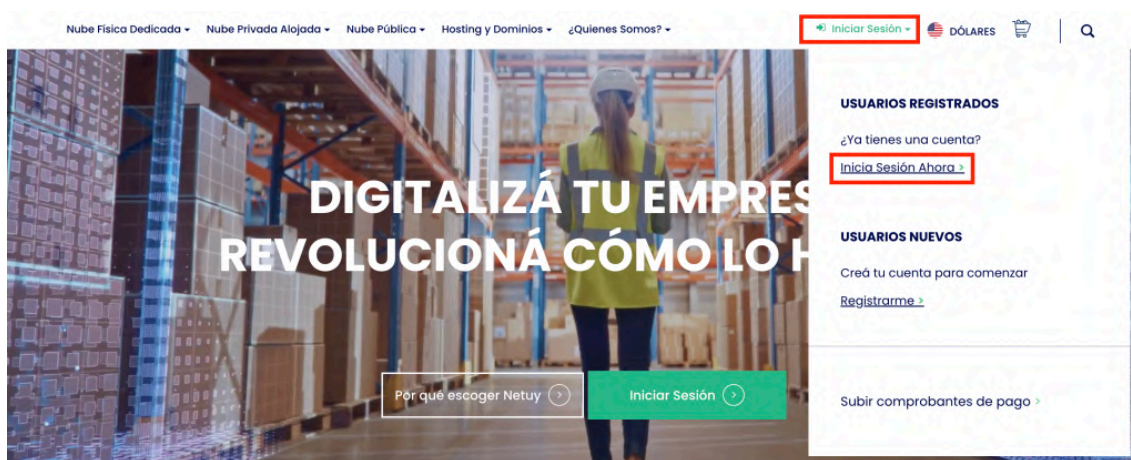 Nube Física Dedicada Nube Privada Alojada Nube Pública Hosting y Dominios ¿Quienes Somos? Iniciar Sesión DÓLARES
USUARIOS REGISTRADOS
¿Ya tienes una cuenta?
Inicia Sesión Ahora >
USUARIOS NUEVOS
Creá tu cuenta para comenzar
Registrarme >
Subir comprobantes de pago >
DIGITALIZÁ TU EMPRES
REVOLUCIONÁ CÓMO LO H
Por qué escoger Netuy > Iniciar Sesión >